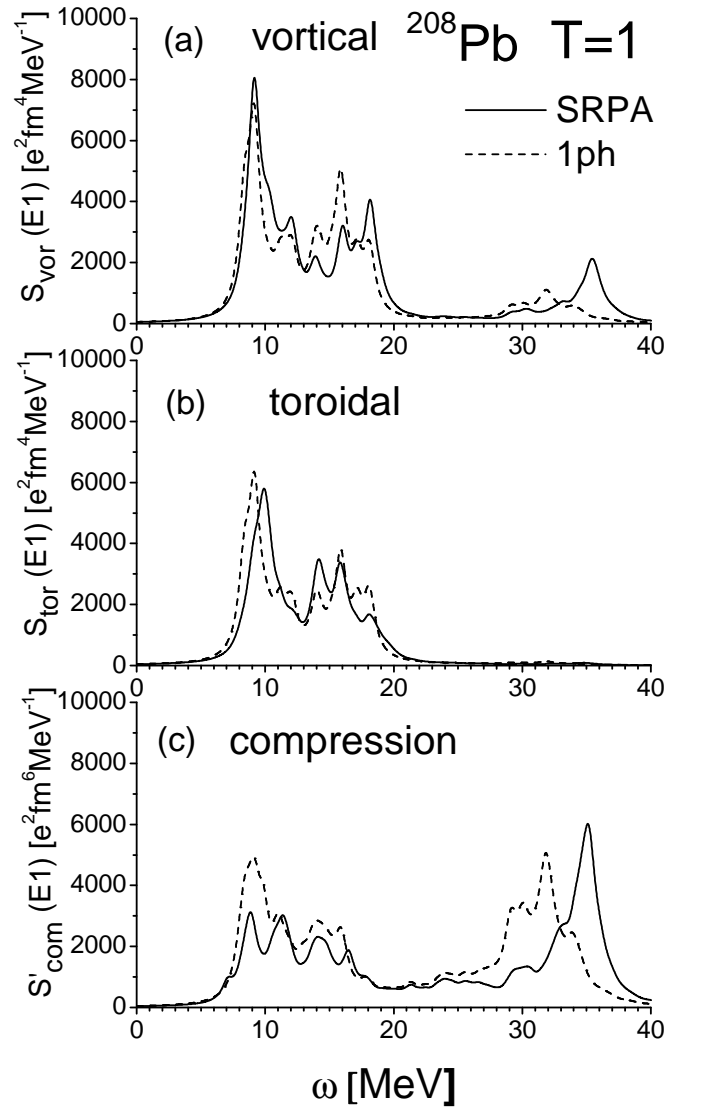 10000
(a) vortical ²⁰⁸Pb T=1
8000
SRPA
6000
1ph
4000
2000
0
0 10 20 30 40
S_vor (E1) [e²fm⁴MeV⁻¹]
10000
(b) toroidal
8000
6000
4000
2000
0
0 10 20 30 40
S_tor (E1) [e²fm⁴MeV⁻¹]
10000
(c) compression
8000
6000
4000
2000
0
0 10 20 30 40
S'_com (E1) [e²fm⁶MeV⁻¹]
ω [MeV]